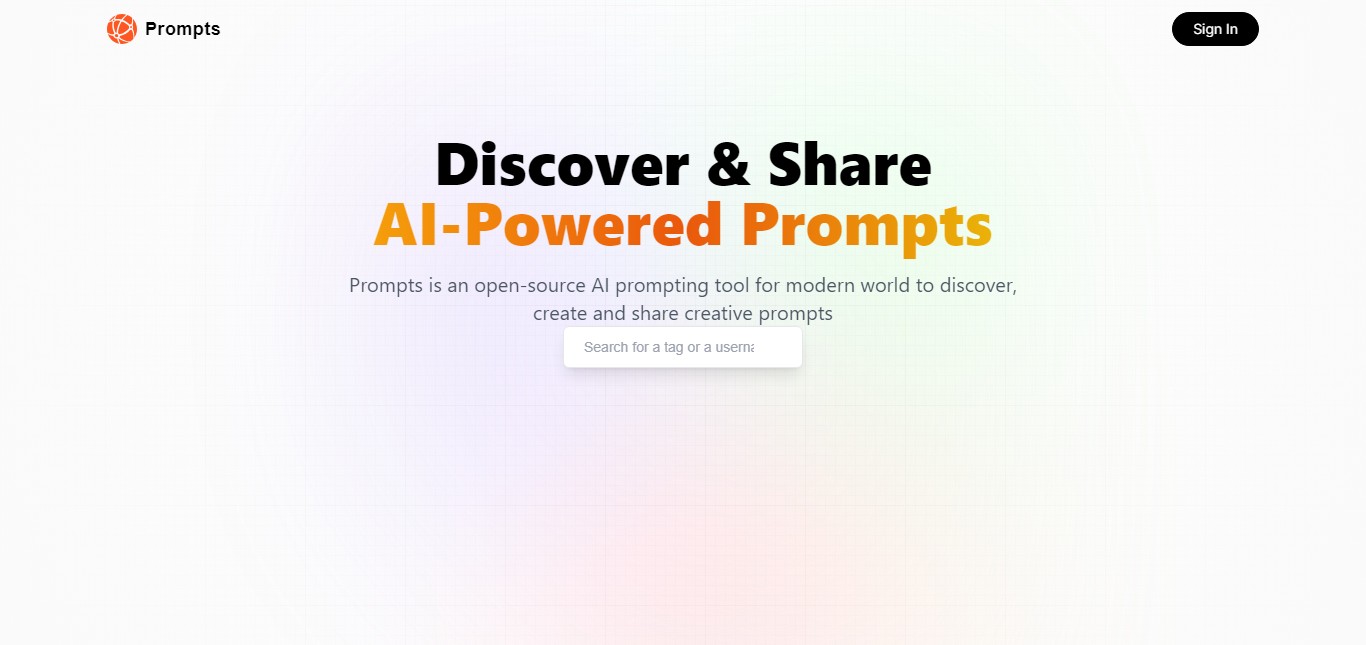 Prompts
Sign In
Discover & Share
AI-Powered Prompts
Prompts is an open-source AI prompting tool for modern world to discover,
create and share creative prompts
Search for a tag or a userna